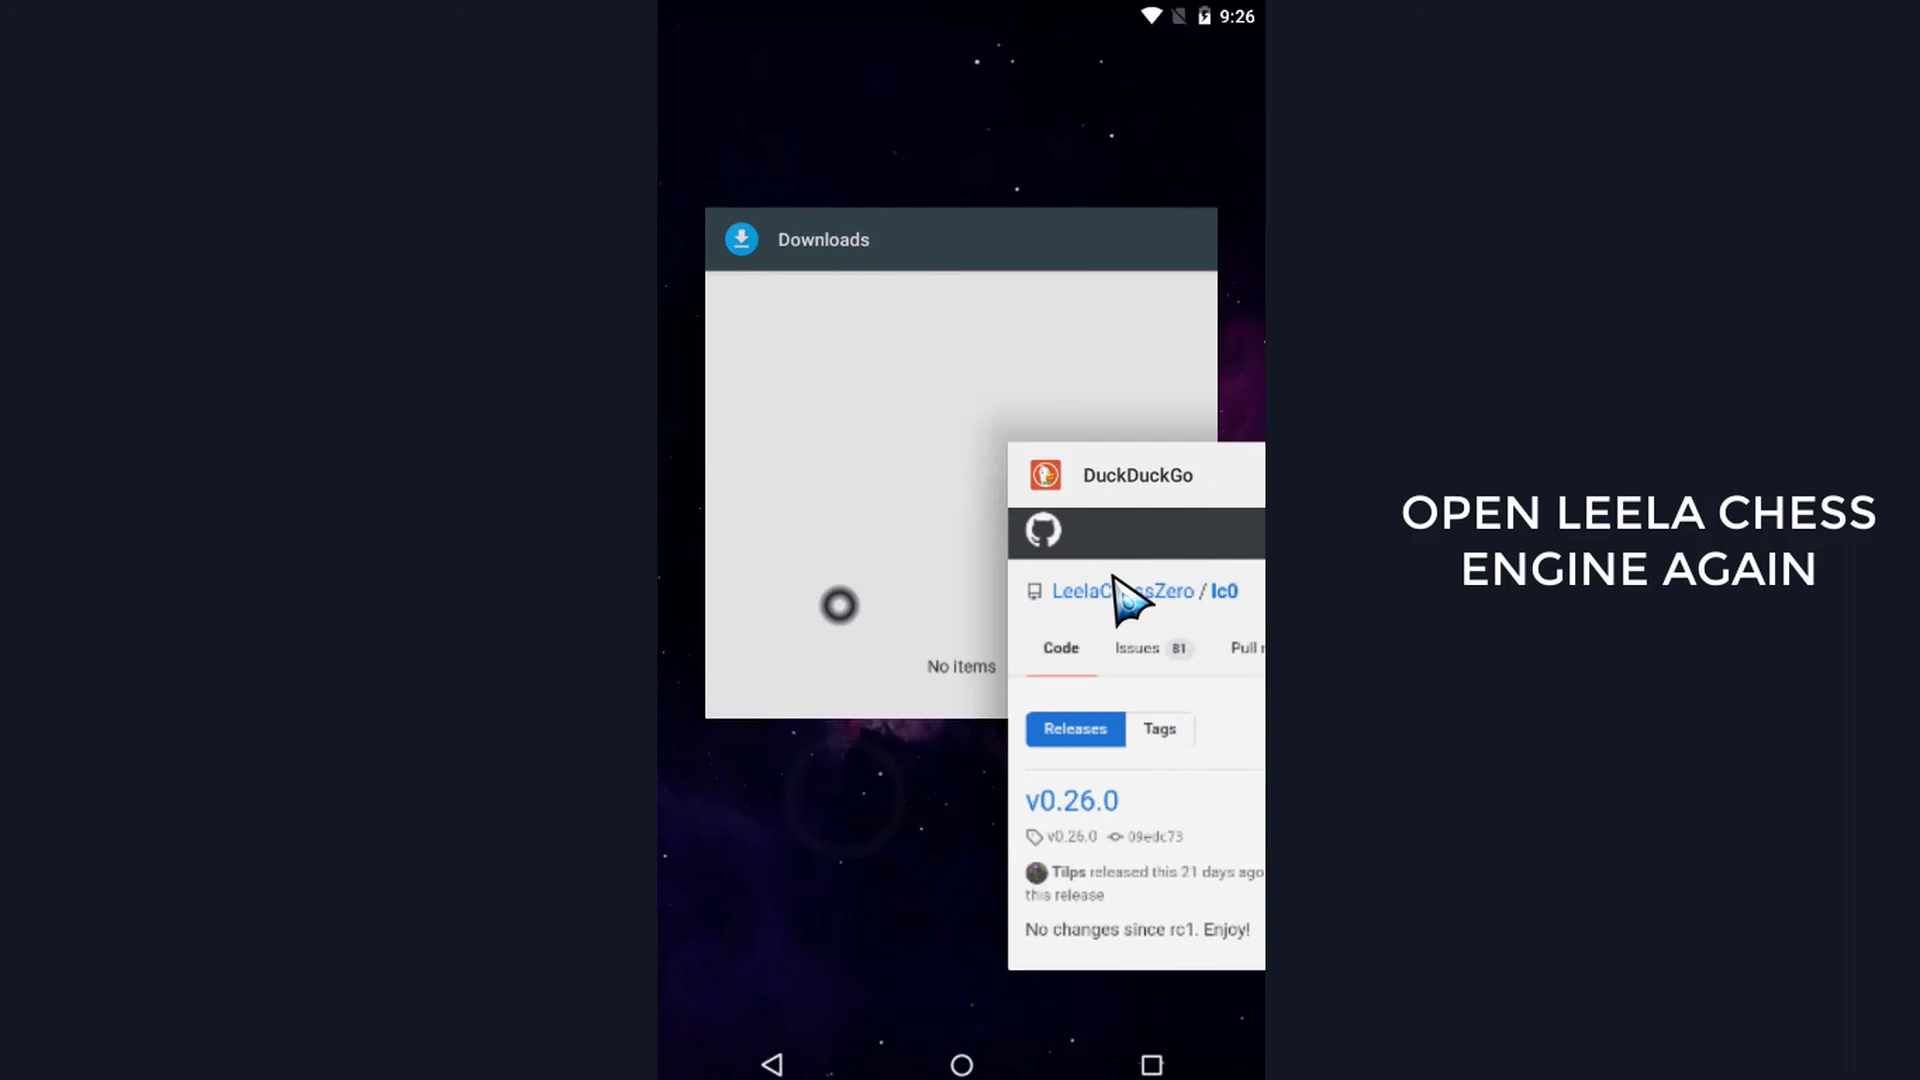 9:26
Downloads
No items
DuckDuckGo
/ lc0
Code
Issues 81
Pull
Releases
Tags
v0.26.0
v0.26.0 09edc73
Tilps released this 21 days ago
this release
No changes since rc1. Enjoy!
OPEN LEELA CHESS
ENGINE AGAIN